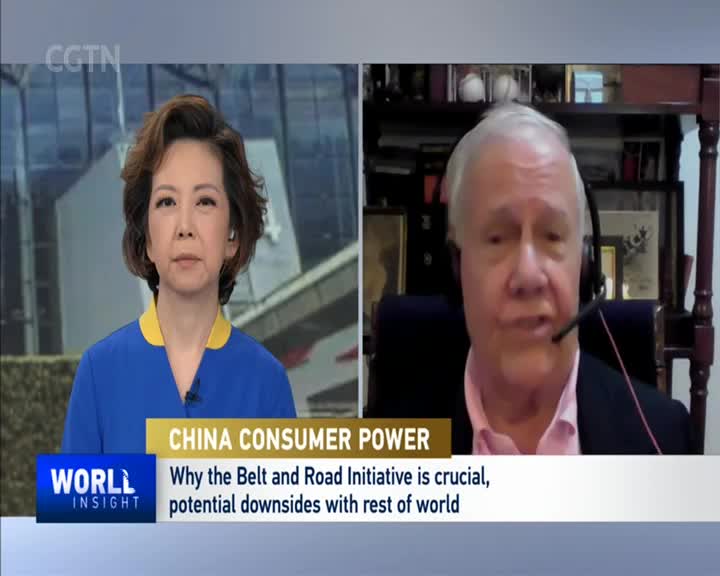 CGTN
CHINA CONSUMER POWER
WORLD
INSIGHT
Why the Belt and Road Initiative is crucial,
potential downsides with rest of world